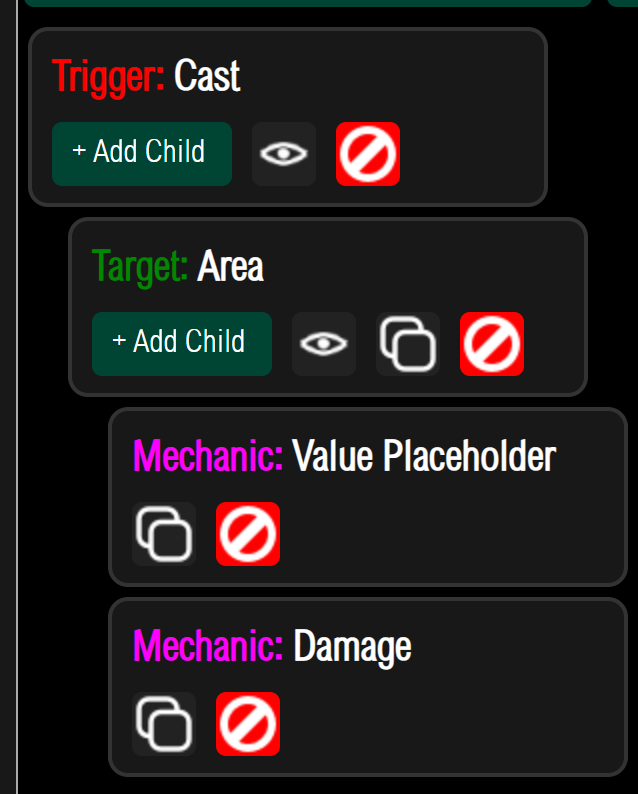 Trigger: Cast
+ Add Child
Target: Area
+ Add Child
Mechanic: Value Placeholder
Mechanic: Damage